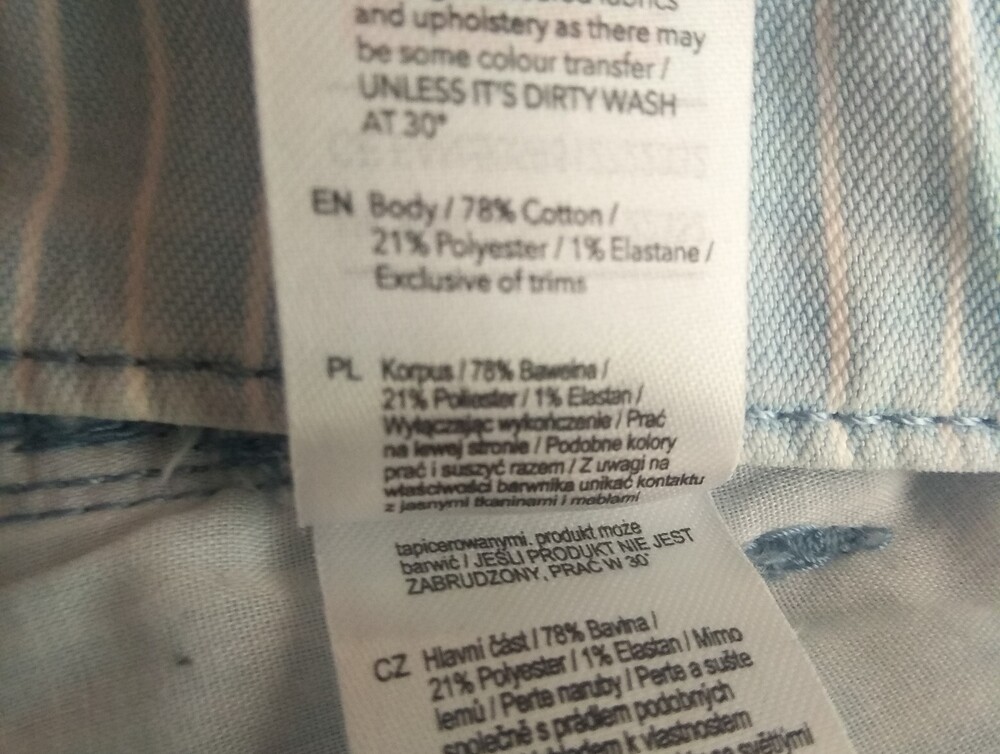 and upholstery as there may
be some colour transfer /
UNLESS IT'S DIRTY WASH
AT 30°
EN Body / 78% Cotton /
21% Polyester / 1% Elastane /
Exclusive of trims
PL Korpus / 78% Bawełna /
21% Poliester / 1% Elastan /
Wyłączając wykończenie / Prać
na lewej stronie / Podobne kolory
prać i suszyć razem / Z uwagi na
właściwości barwnika unikać kontaktu
z jasnymi tkaninami i meblami
tapicerowanymi. produkt może
barwić / JEŚLI PRODUKT NIE JEST
ZABRUDZONY, PRAĆ W 30°
CZ Hlavní část / 78% Bavlna /
21% Polyester / 1% Elastan / Mimo
lemů / Perte naruby / Perte a sušte
společně s prádlem podobných
k vlastnostem